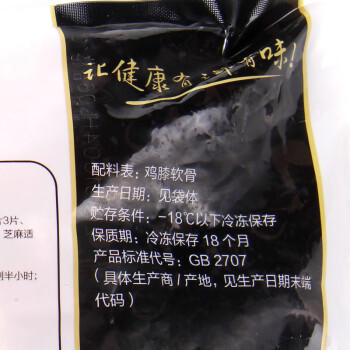 让健康有三分有味!
配料表：鸡膝软骨
生产日期：见袋体
贮存条件：-18℃以下冷冻保存
保质期：冷冻保存18个月
产品标准代号：GB 2707
（具体生产商/产地，见生产日期末端
代码）
3片、
芝麻适
半小时；